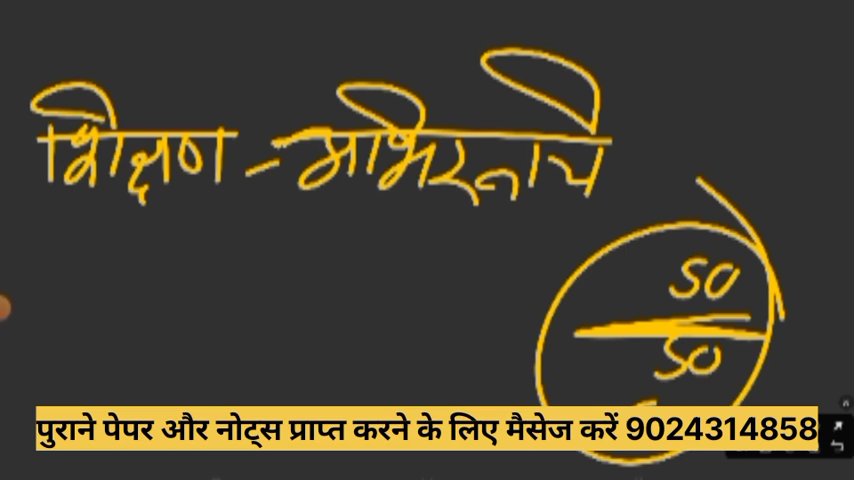 शिक्षण - अभिरूचि
50
50
पुराने पेपर और नोट्स प्राप्त करने के लिए मैसेज करें 9024314858